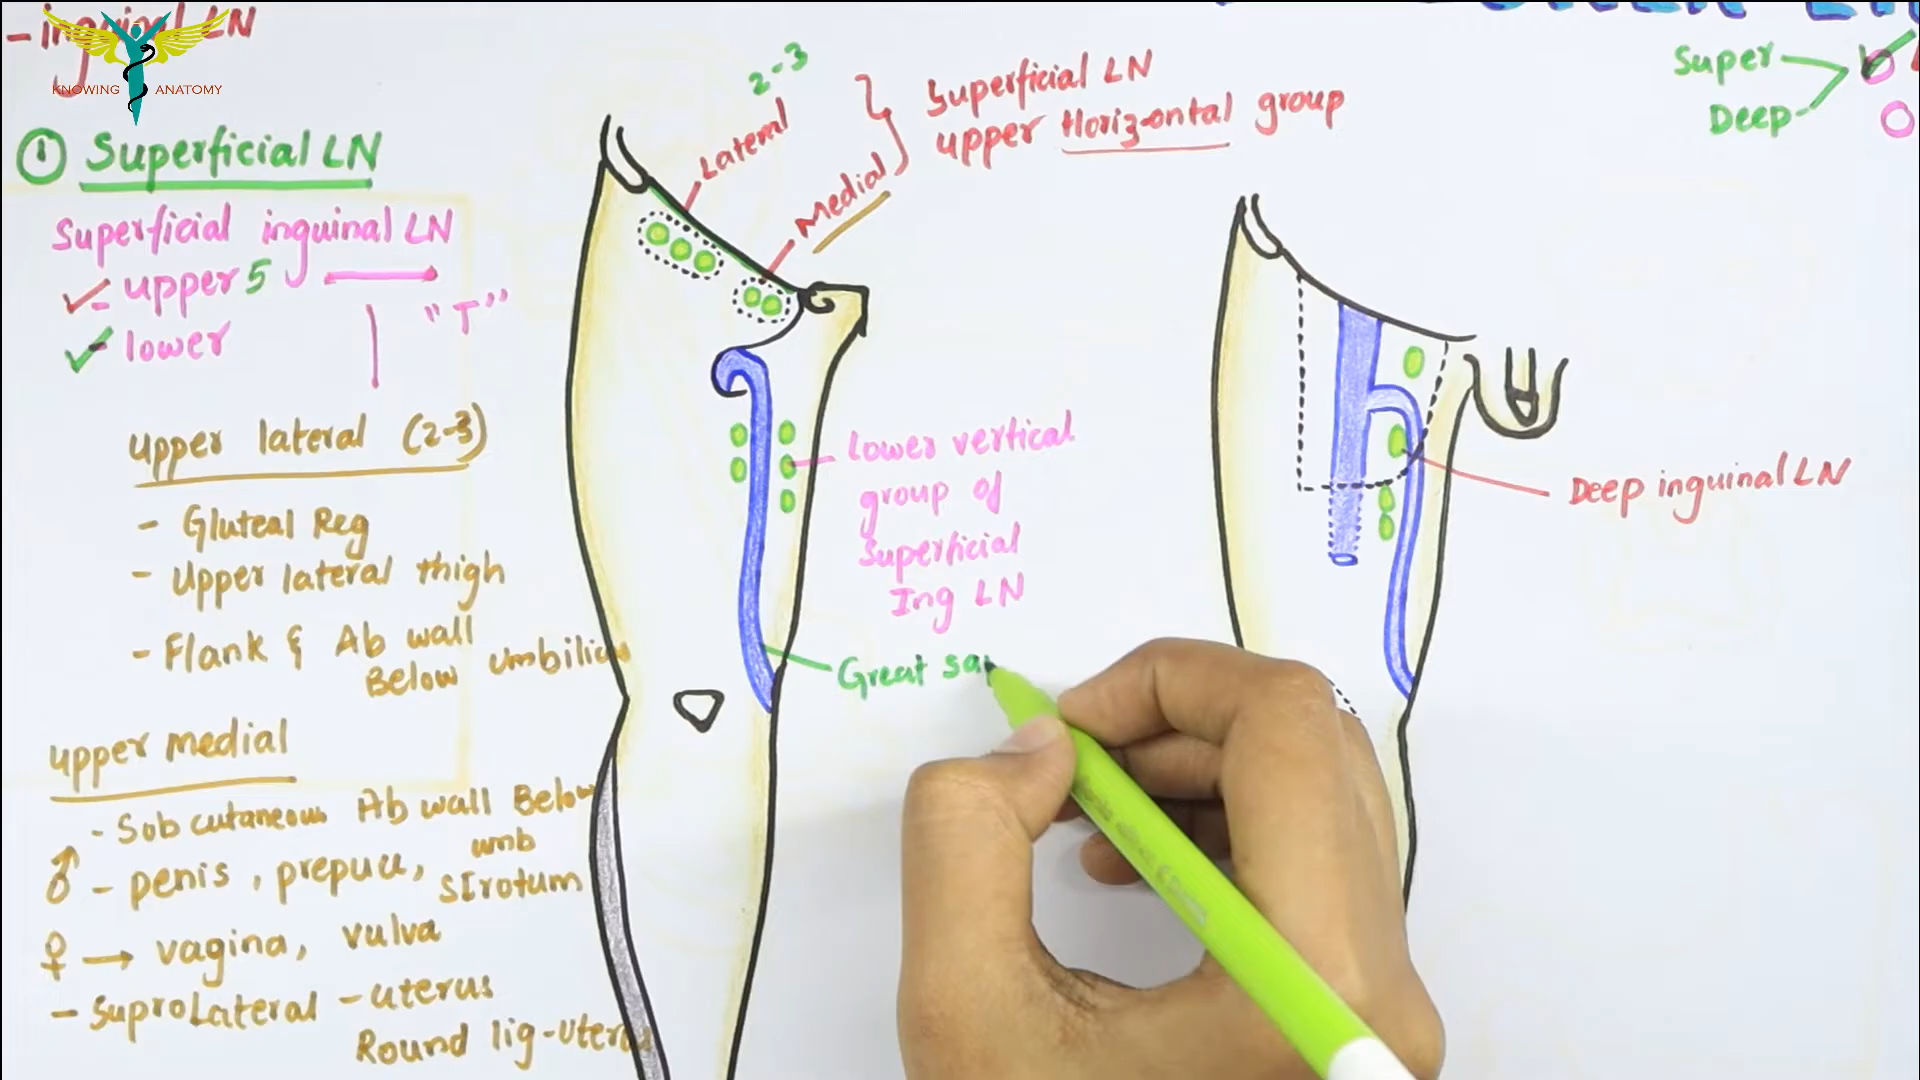 -inguinal LN
KNOWING ANATOMY
① Superficial LN
Superficial inguinal LN
- upper 5
"T"
- lower
Upper lateral (2-3)
- Gluteal Reg
- Upper lateral thigh
- Flank & Ab wall
Below umbilicus
upper medial
- Sub cutaneous Ab wall Below
umb
♂ - penis, prepuce,
scrotum
♀ → vagina, vulva
- Suprolateral - uterus
Round lig-Uterus
2-3
Lateral
Medial
Superficial LN
upper Horizontal group
Lower vertical
group of
Superficial
Ing LN
Great sap
Super
Deep
Deep inguinal LN